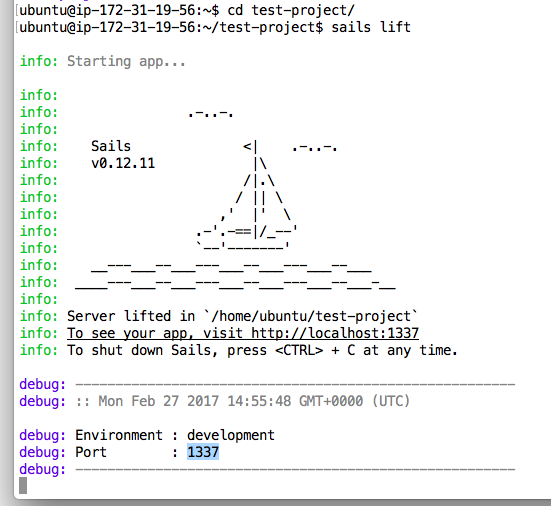 [ubuntu@ip-172-31-19-56:~$ cd test-project/
[ubuntu@ip-172-31-19-56:~/test-project$ sails lift
info: Starting app...
info:
info:                .-..-.
info:
info:    Sails              <|    .-..-.
info:    v0.12.11            |\
info:                       /|.\
info:                      / || \
info:                    ,'  |'  \
info:                 .-'.-==|/_--'
info:                 `--'-------'
info:    __---___--___---___--___---___--___
info:  ____---___--___---___--___---___--___-__
info:
info: Server lifted in `/home/ubuntu/test-project`
info: To see your app, visit http://localhost:1337
info: To shut down Sails, press <CTRL> + C at any time.
debug: -------------------------------------------------------
debug: :: Mon Feb 27 2017 14:55:48 GMT+0000 (UTC)
debug: Environment : development
debug: Port        : 1337
debug: -------------------------------------------------------